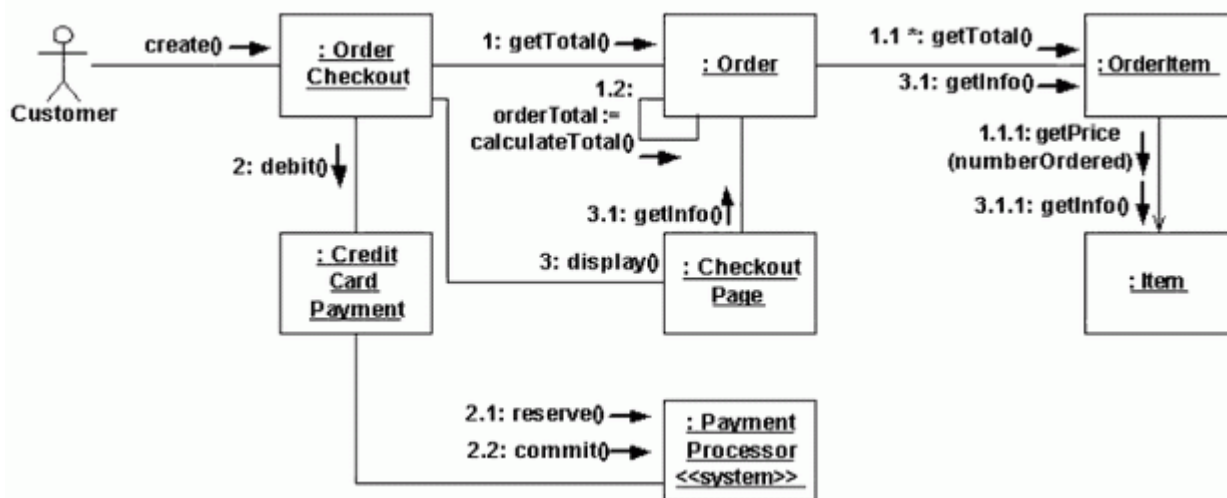 create()
: Order
Checkout
1: getTotal()
: Order
1.1 *: getTotal()
3.1: getInfo()
: OrderItem
Customer
1.2:
orderTotal :=
calculateTotal()
1.1.1: getPrice
(numberOrdered)
3.1.1: getInfo()
2: debit()
3.1: getInfo()
: Credit
Card
Payment
3: display()
: Checkout
Page
: Item
2.1: reserve()
2.2: commit()
: Payment
Processor
<<system>>